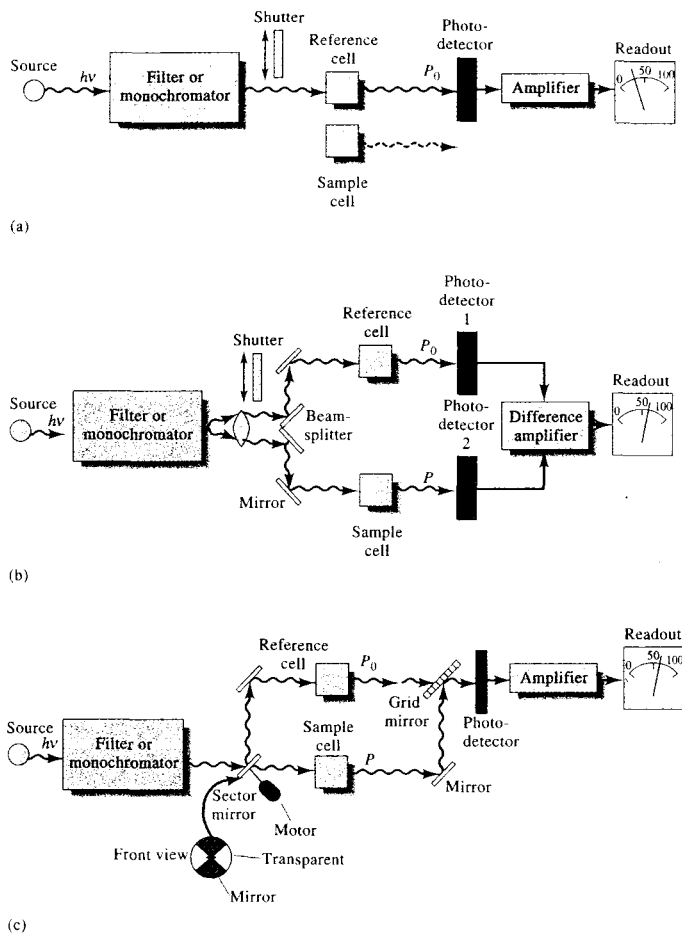 Shutter
Source
hν
Filter or
monochromator
Reference
cell
P₀
Photo-
detector
Amplifier
Readout
0 50 100
Sample
cell
(a)
Photo-
detector
1
Reference
cell
Shutter
P₀
Readout
0 50 100
Source
hν
Filter or
monochromator
Beam-
splitter
Photo-
detector
2
Difference
amplifier
Mirror
P
Sample
cell
(b)
Readout
0 50 100
Reference
cell
P₀
Amplifier
Grid
mirror
Photo-
detector
Source
hν
Filter or
monochromator
Sample
cell
P
Mirror
Sector
mirror
Motor
Front view
Transparent
Mirror
(c)